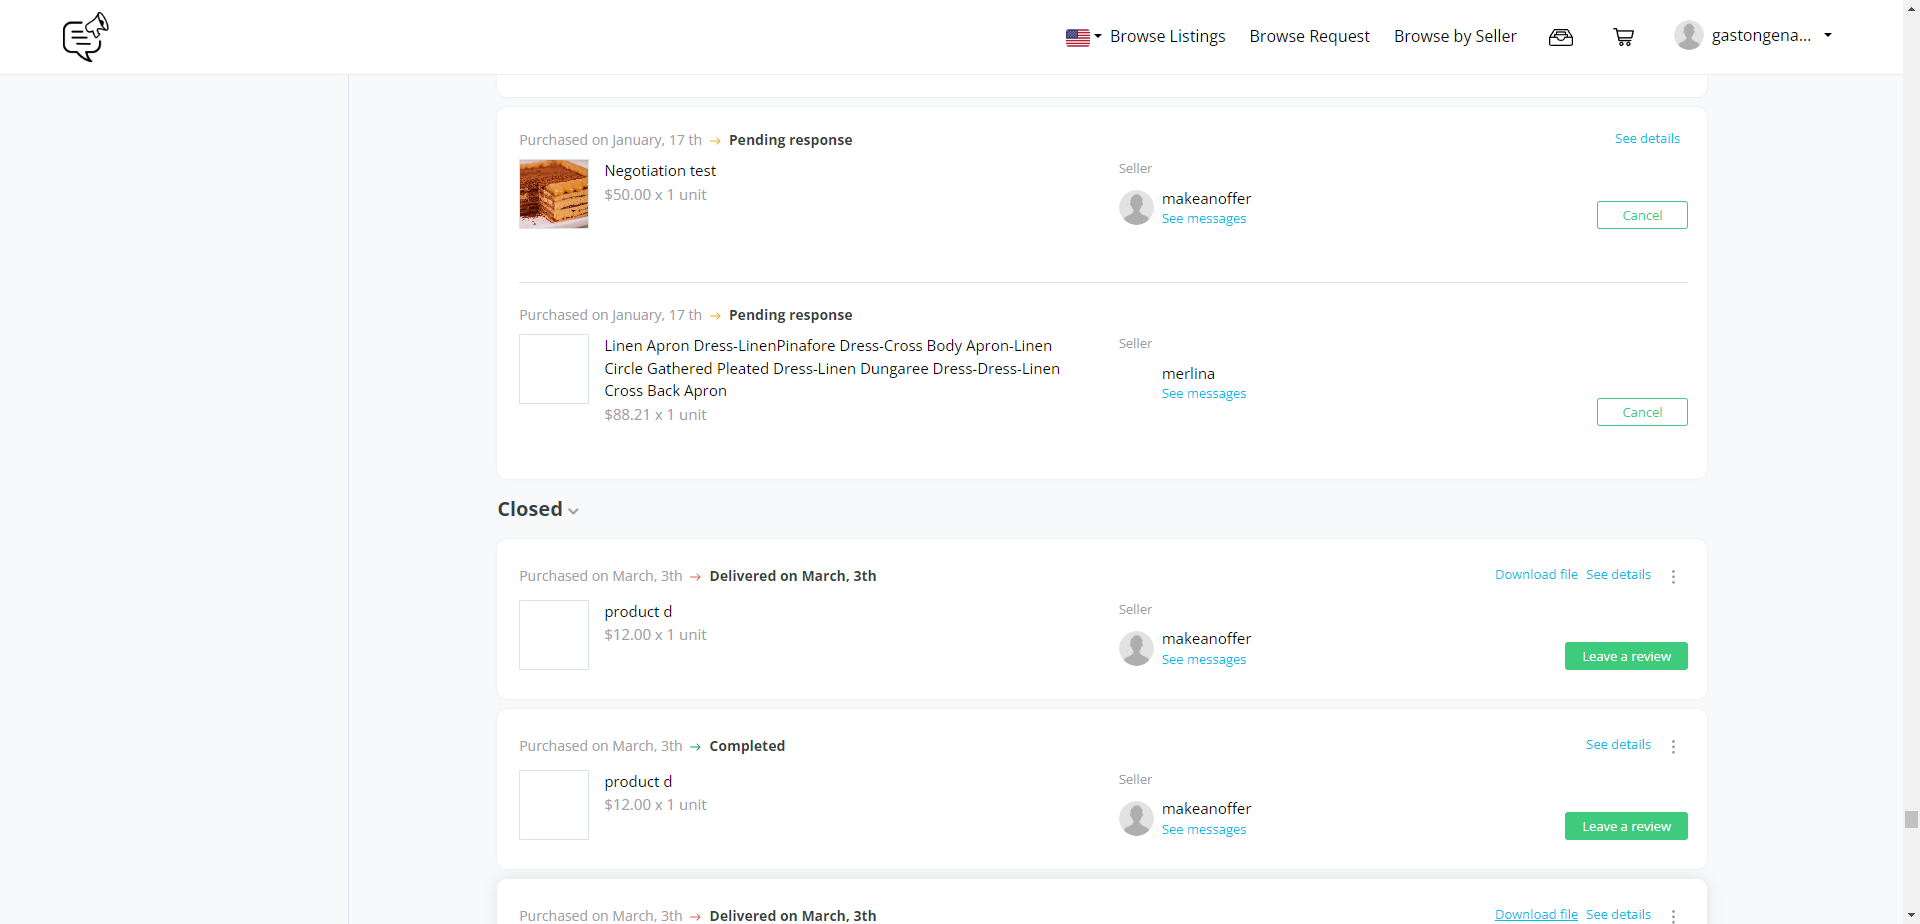 Browse Listings Browse Request Browse by Seller gastongena...
Purchased on January, 17 th → Pending response See details
Negotiation test
$50.00 x 1 unit
Seller
makeanoffer
See messages
Cancel
Purchased on January, 17 th → Pending response
Linen Apron Dress-LinenPinafore Dress-Cross Body Apron-Linen
Circle Gathered Pleated Dress-Linen Dungaree Dress-Dress-Linen
Cross Back Apron
$88.21 x 1 unit
Seller
merlina
See messages
Cancel
Closed
Purchased on March, 3th → Delivered on March, 3th Download file See details
product d
$12.00 x 1 unit
Seller
makeanoffer
See messages
Leave a review
Purchased on March, 3th → Completed See details
product d
$12.00 x 1 unit
Seller
makeanoffer
See messages
Leave a review
Purchased on March, 3th → Delivered on March, 3th Download file See details